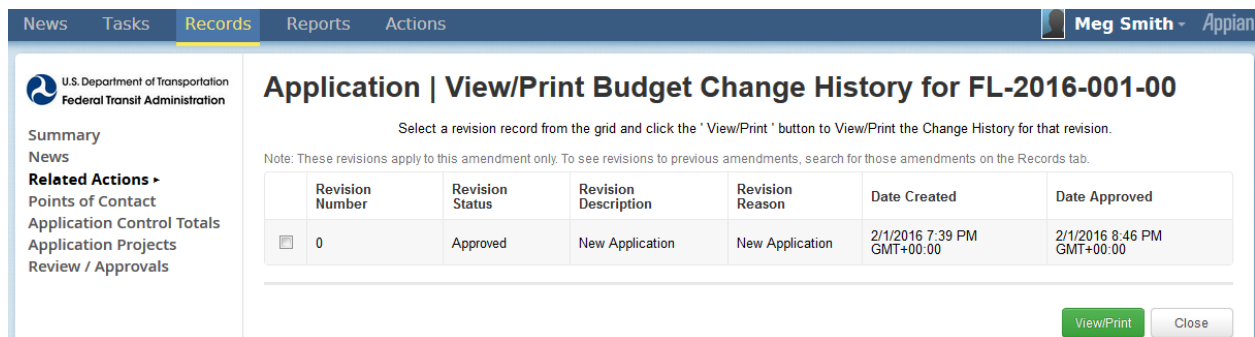 News Tasks Records Reports Actions Meg Smith Appian
U.S. Department of Transportation
Federal Transit Administration
Summary
News
Related Actions
Points of Contact
Application Control Totals
Application Projects
Review / Approvals
Application | View/Print Budget Change History for FL-2016-001-00
Select a revision record from the grid and click the ' View/Print ' button to View/Print the Change History for that revision.
Note: These revisions apply to this amendment only. To see revisions to previous amendments, search for those amendments on the Records tab.
Revision Number Revision Status Revision Description Revision Reason Date Created Date Approved
0 Approved New Application New Application 2/1/2016 7:39 PM GMT+00:00 2/1/2016 8:46 PM GMT+00:00
View/Print Close